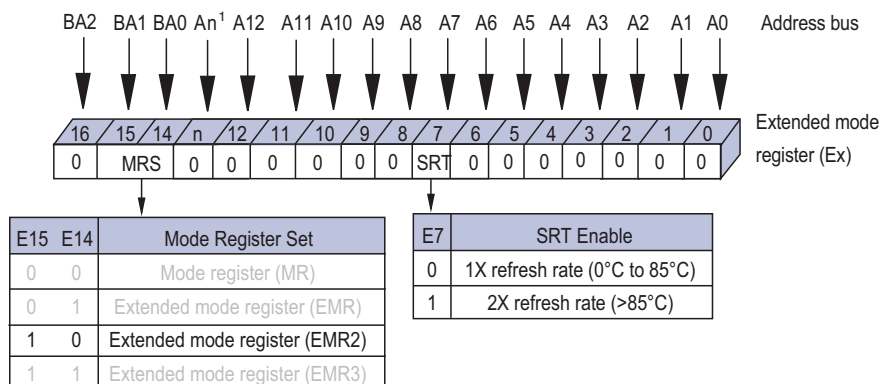 BA2 BA1 BA0 An1 A12 A11 A10 A9 A8 A7 A6 A5 A4 A3 A2 A1 A0 Address bus
16 15 14 n 12 11 10 9 8 7 6 5 4 3 2 1 0
Extended mode
register (Ex)
0 MRS 0 0 0 0 0 0 SRT 0 0 0 0 0 0 0
E15 E14 Mode Register Set
0 0 Mode register (MR)
0 1 Extended mode register (EMR)
1 0 Extended mode register (EMR2)
1 1 Extended mode register (EMR3)
E7 SRT Enable
0 1X refresh rate (0°C to 85°C)
1 2X refresh rate (>85°C)